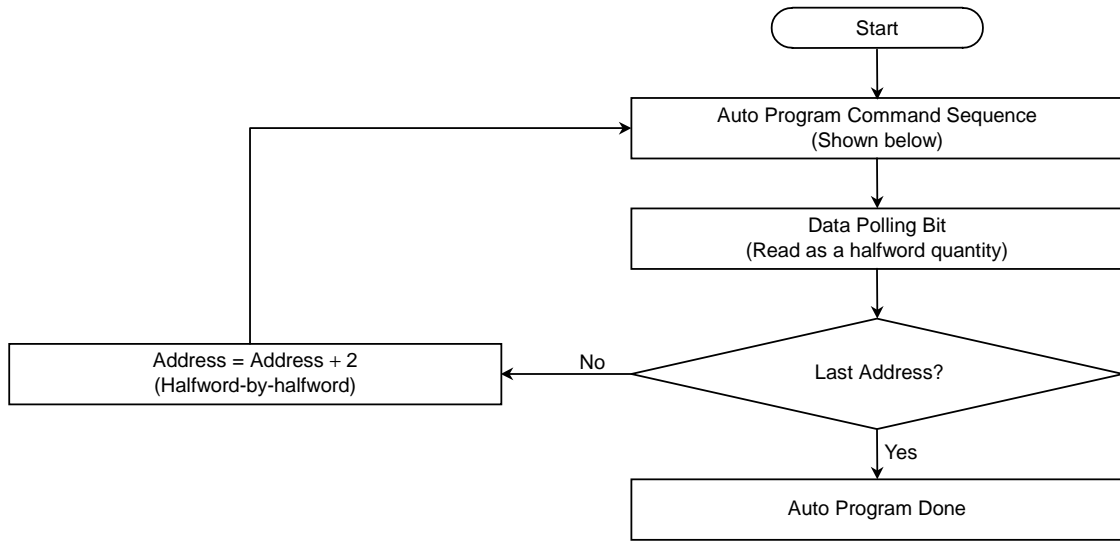 Start
Auto Program Command Sequence
(Shown below)
Data Polling Bit
(Read as a halfword quantity)
Last Address?
No
Address = Address + 2
(Halfword-by-halfword)
Yes
Auto Program Done